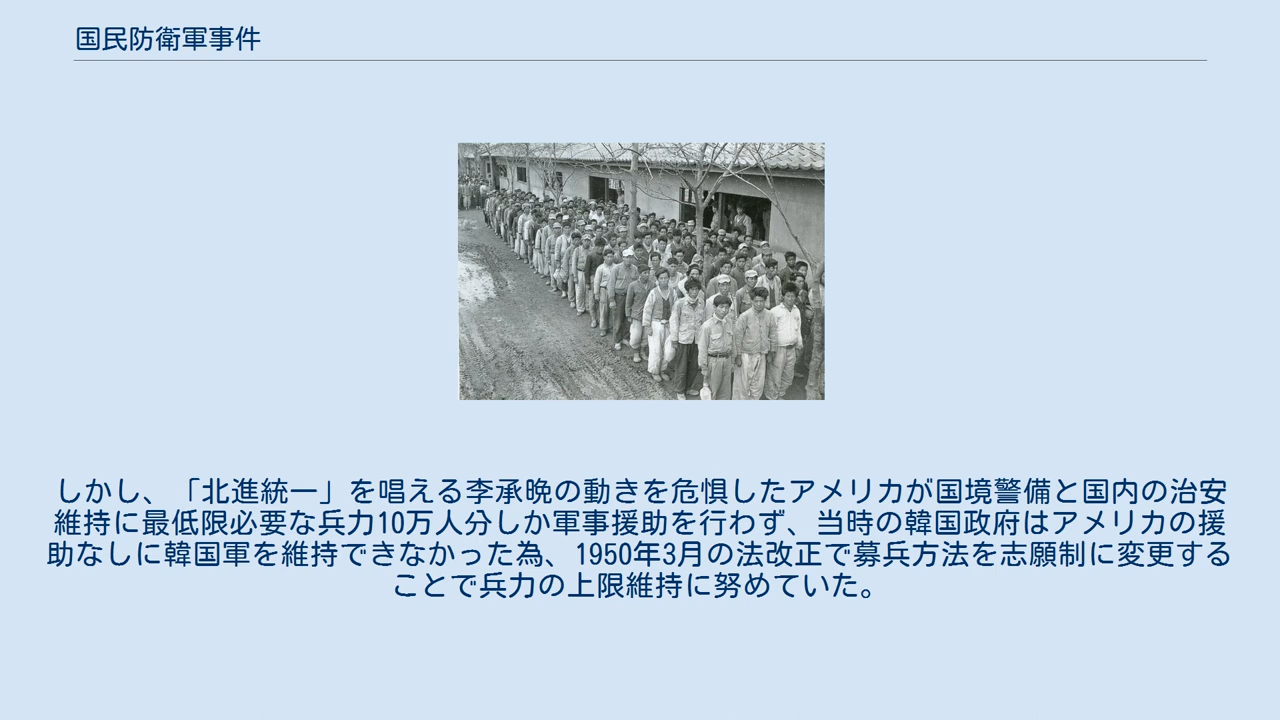 国民防衛軍事件
しかし、「北進統一」を唱える李承晩の動きを危惧したアメリカが国境警備と国内の治安
維持に最低限必要な兵力10万人分しか軍事援助を行わず、当時の韓国政府はアメリカの援
助なしに韓国軍を維持できなかった為、1950年3月の法改正で募兵方法を志願制に変更する
ことで兵力の上限維持に努めていた。